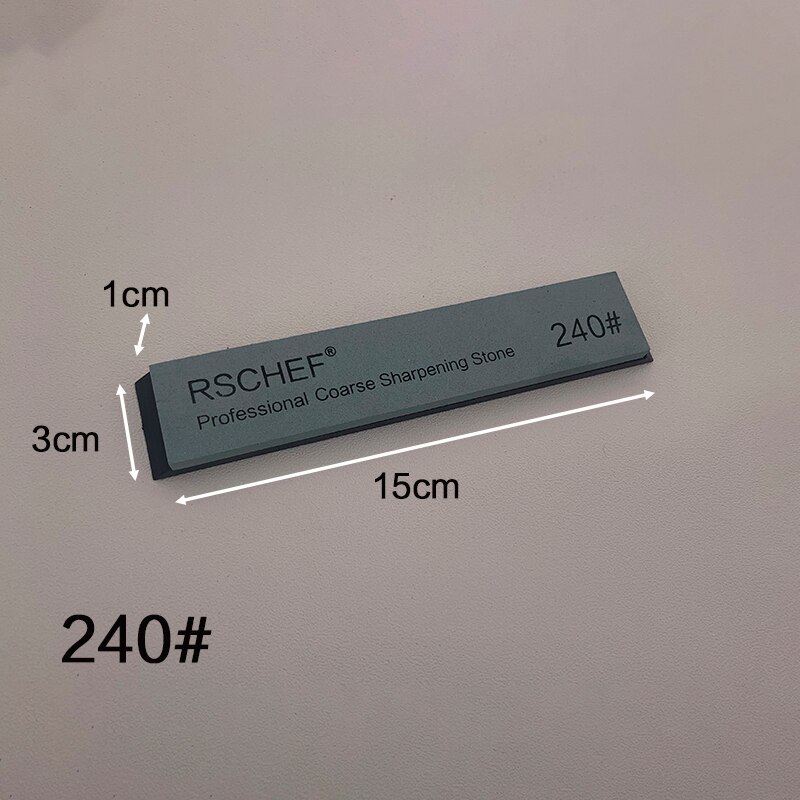 1cm
RSCHEF®
Professional Coarse Sharpening Stone
240#
3cm
15cm
240#